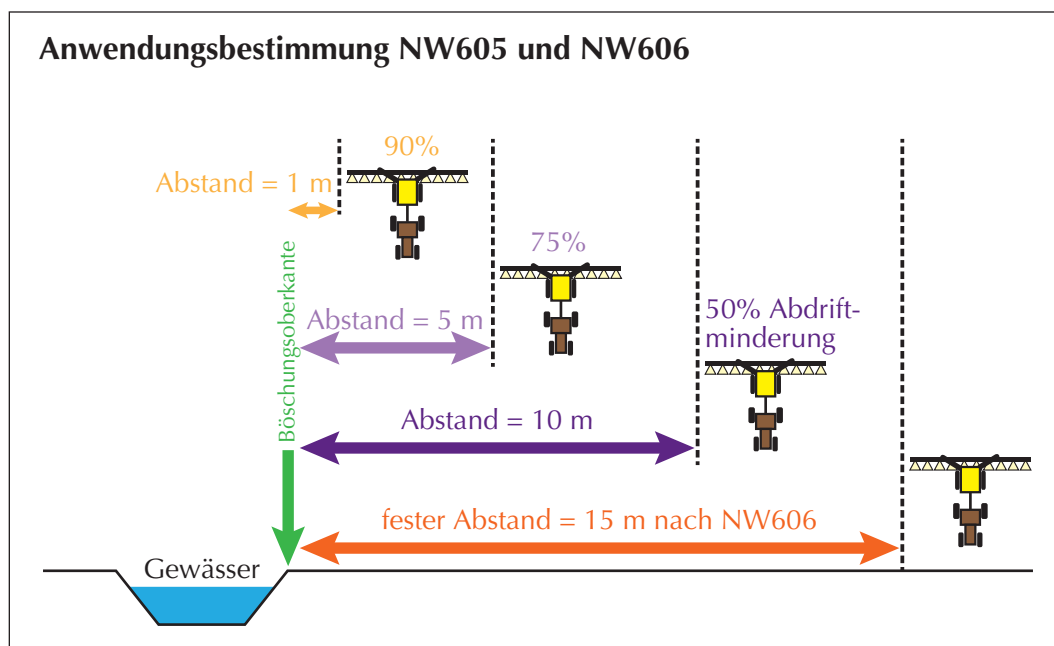 Anwendungsbestimmung NW605 und NW606
90%
Abstand = 1 m
75%
Abstand = 5 m
50% Abdrift-
minderung
Böschungsoberkante
Abstand = 10 m
fester Abstand = 15 m nach NW606
Gewässer